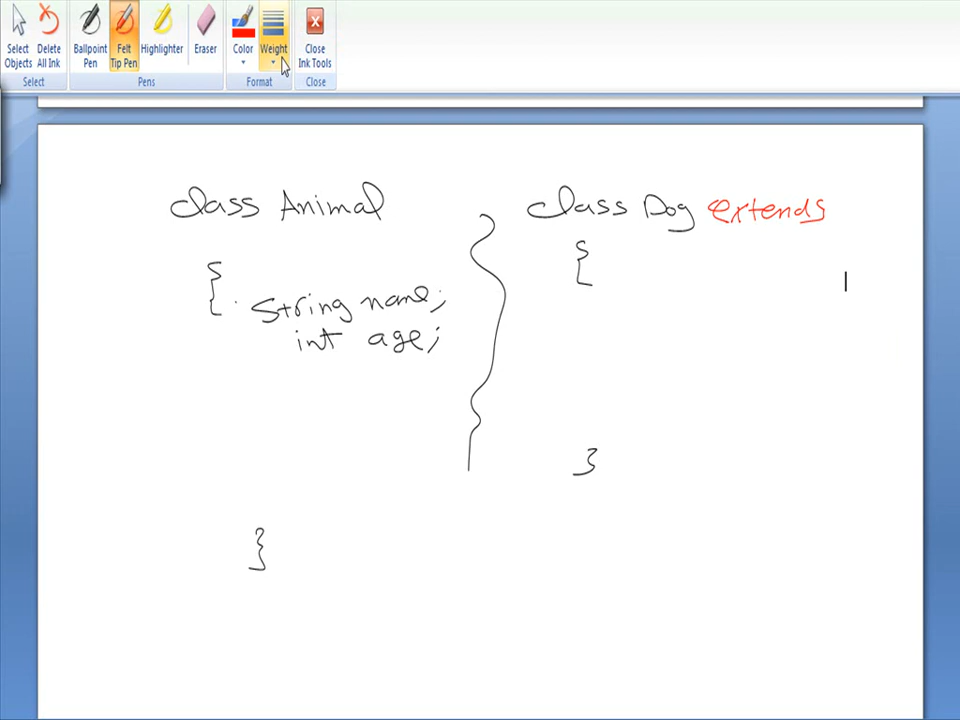 Select Objects
Delete All Ink
Ballpoint Pen
Felt Tip Pen
Highlighter
Eraser
Color
Weight
Close Ink Tools
Select
Pens
Format
Close
class Animal
{
String name;
int age;
}
class Dog extends
{
}